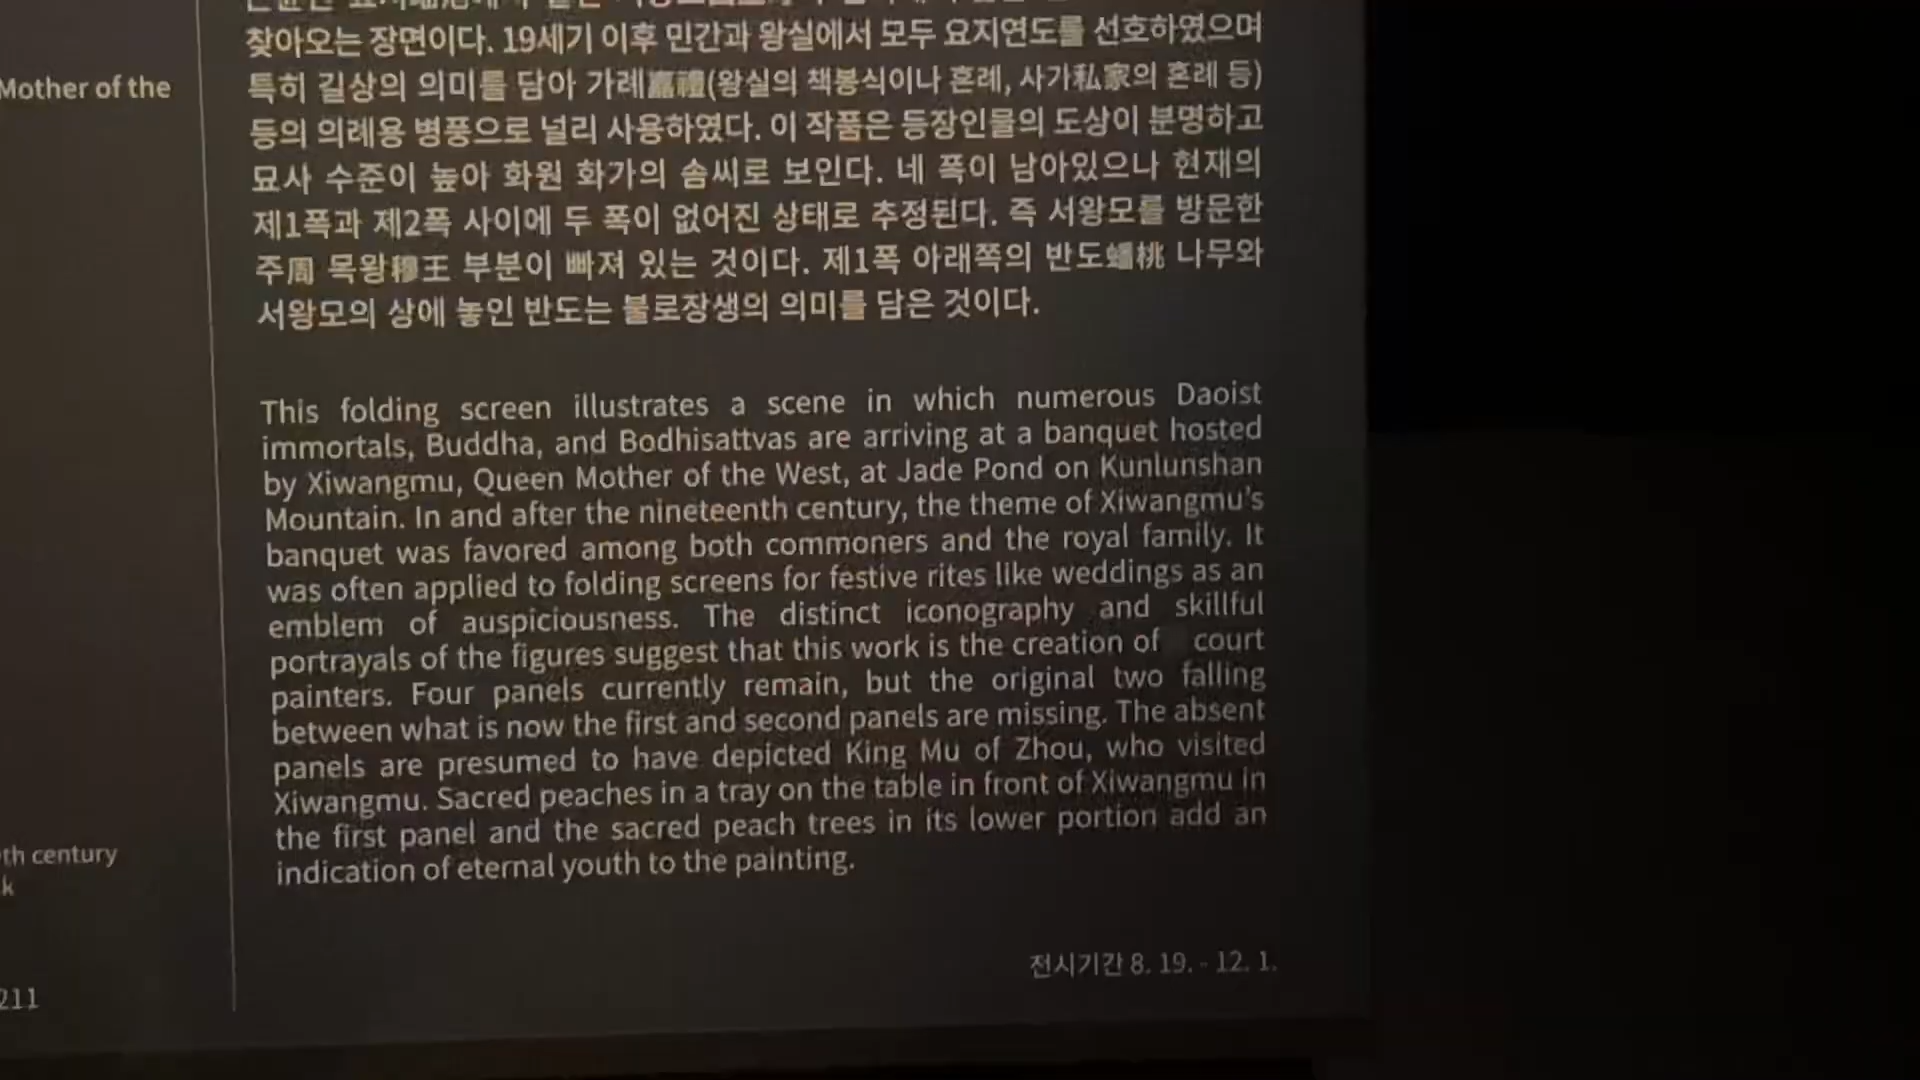 찾아오는 장면이다. 19세기 이후 민간과 왕실에서 모두 요지연도를 선호하였으며
특히 길상의 의미를 담아 가례嘉禮(왕실의 책봉식이나 혼례, 사가私家의 혼례 등)
등의 의례용 병풍으로 널리 사용하였다. 이 작품은 등장인물의 도상이 분명하고
묘사 수준이 높아 화원 화가의 솜씨로 보인다. 네 폭이 남아있으나 현재의
제1폭과 제2폭 사이에 두 폭이 없어진 상태로 추정된다. 즉 서왕모를 방문한
주周 목왕穆王 부분이 빠져 있는 것이다. 제1폭 아래쪽의 반도蟠桃 나무와
서왕모의 상에 놓인 반도는 불로장생의 의미를 담은 것이다.
Mother of the
This folding screen illustrates a scene in which numerous Daoist
immortals, Buddha, and Bodhisattvas are arriving at a banquet hosted
by Xiwangmu, Queen Mother of the West, at Jade Pond on Kunlunshan
Mountain. In and after the nineteenth century, the theme of Xiwangmu's
banquet was favored among both commoners and the royal family. It
was often applied to folding screens for festive rites like weddings as an
emblem of auspiciousness. The distinct iconography and skillful
portrayals of the figures suggest that this work is the creation of court
painters. Four panels currently remain, but the original two falling
between what is now the first and second panels are missing. The absent
panels are presumed to have depicted King Mu of Zhou, who visited
Xiwangmu. Sacred peaches in a tray on the table in front of Xiwangmu in
the first panel and the sacred peach trees in its lower portion add an
indication of eternal youth to the painting.
th century
k
211
전시기간 8. 19. - 12. 1.